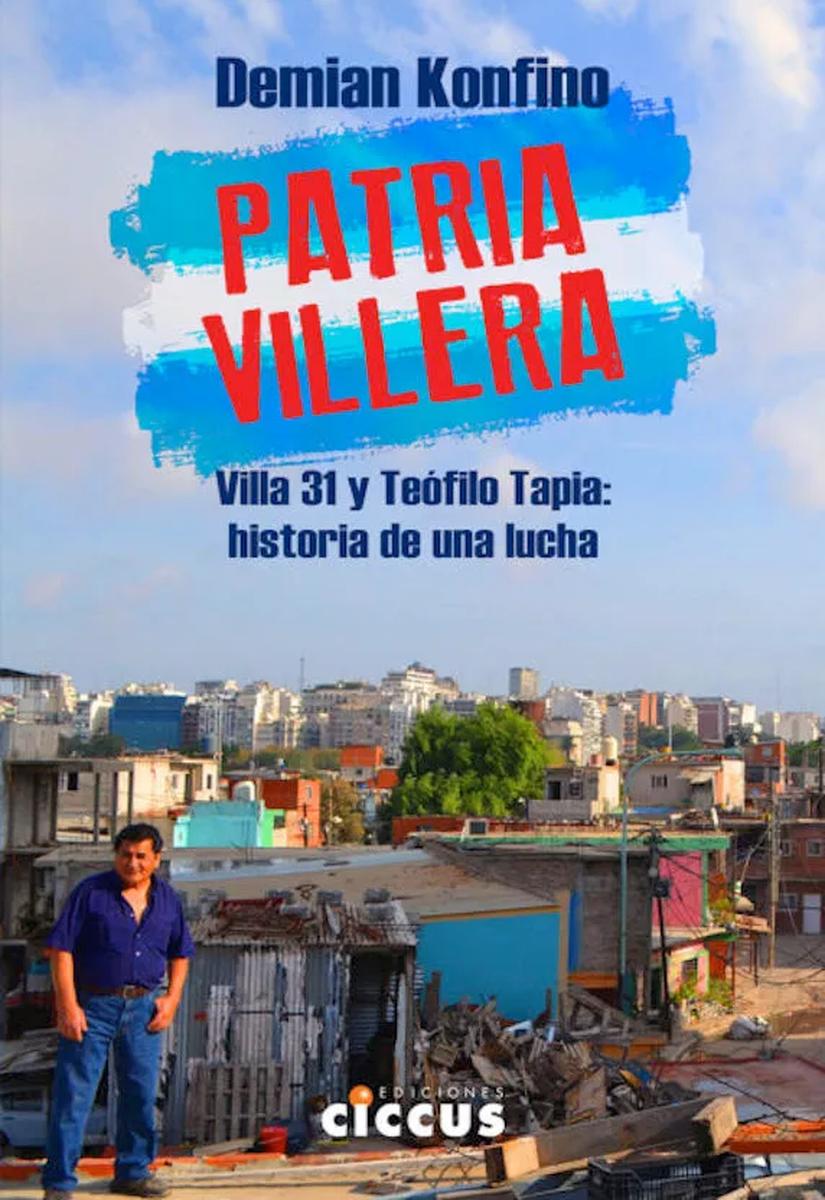 Demian Konfino
PATRIA
VILLERA
Villa 31 y Teófilo Tapia:
historia de una lucha
EDICIONES
CICCUS